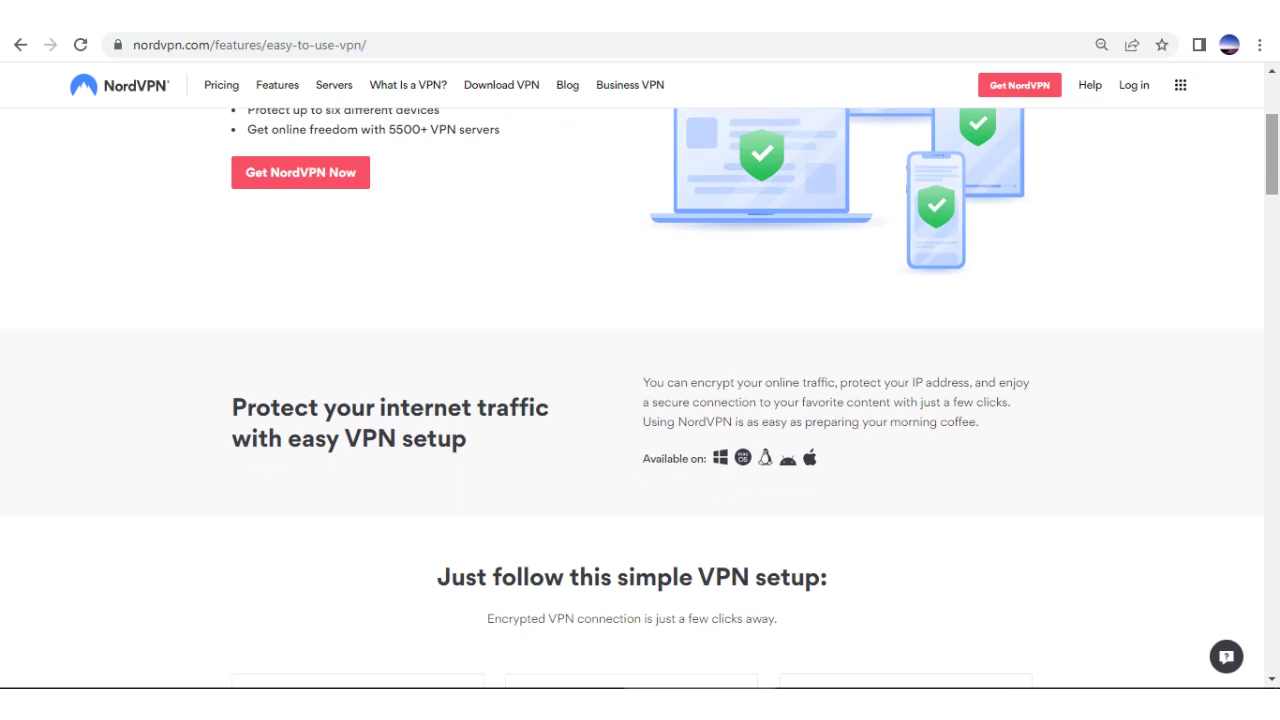 nordvpn.com/features/easy-to-use-vpn/
NordVPN®
Pricing
Features
Servers
What Is a VPN?
Download VPN
Blog
Business VPN
Get NordVPN
Help
Log in
Protect up to six different devices
Get online freedom with 5500+ VPN servers
Get NordVPN Now
Protect your internet traffic
with easy VPN setup
You can encrypt your online traffic, protect your IP address, and enjoy
a secure connection to your favorite content with just a few clicks.
Using NordVPN is as easy as preparing your morning coffee.
Available on:
mac
OS
Just follow this simple VPN setup:
Encrypted VPN connection is just a few clicks away.